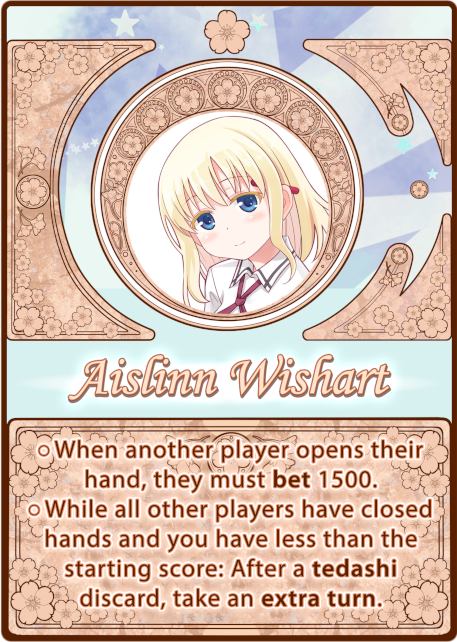 Aislinn Wishart
○When another player opens their
hand, they must bet 1500.
○While all other players have closed
hands and you have less than the
starting score: After a tedashi
discard, take an extra turn.